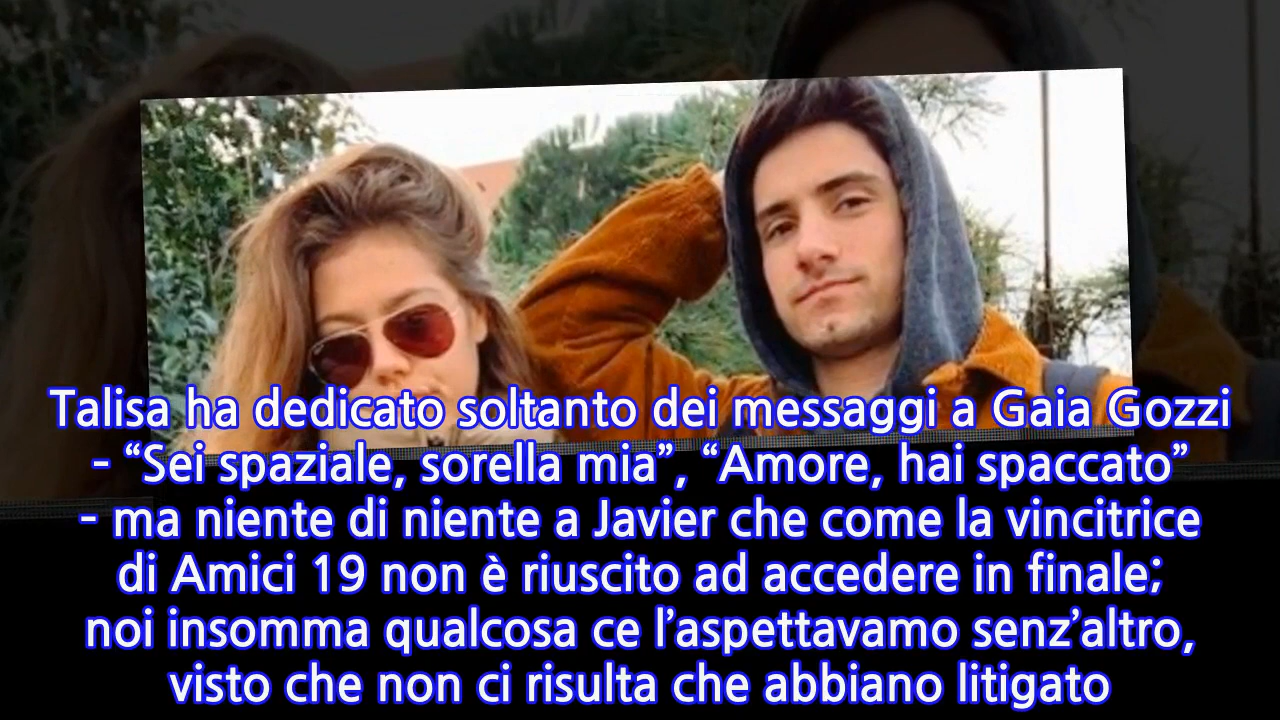 Talisa ha dedicato soltanto dei messaggi a Gaia Gozzi
- “Sei spaziale, sorella mia”, “Amore, hai spaccato”
- ma niente di niente a Javier che come la vincitrice
di Amici 19 non è riuscito ad accedere in finale;
noi insomma qualcosa ce l’aspettavamo senz’altro,
visto che non ci risulta che abbiano litigato